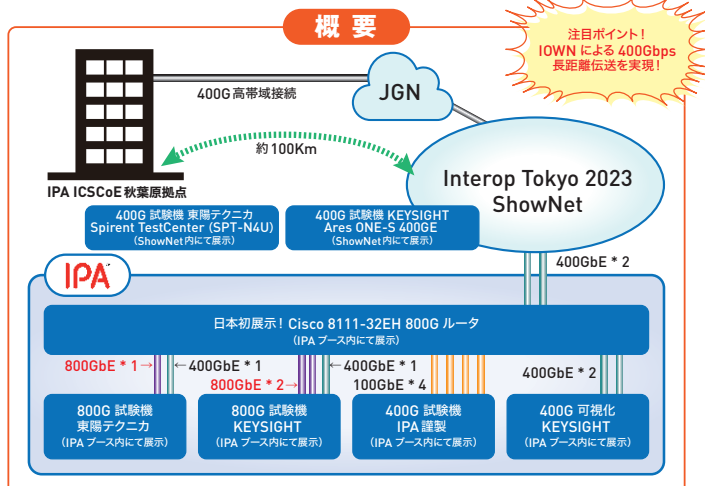 概要
注目ポイント！
IOWN による 400Gbps
長距離伝送を実現！
400G 高帯域接続
JGN
約100Km
IPA ICSCoE 秋葉原拠点
Interop Tokyo 2023
ShowNet
400G 試験機 東陽テクニカ
Spirent TestCenter (SPT-N4U)
（ShowNet内にて展示）
400G 試験機 KEYSIGHT
Ares ONE-S 400GE
（ShowNet内にて展示）
400GbE * 2
IPA
日本初展示！Cisco 8111-32EH 800G ルータ
（IPA ブース内にて展示）
800GbE * 1→
←400GbE * 1
800GbE * 2→
←400GbE * 1
100GbE * 4
400GbE * 2
800G 試験機
東陽テクニカ
（IPA ブース内にて展示）
800G 試験機
KEYSIGHT
（IPA ブース内にて展示）
400G 試験機
IPA 謹製
（IPA ブース内にて展示）
400G 可視化
KEYSIGHT
（IPA ブース内にて展示）